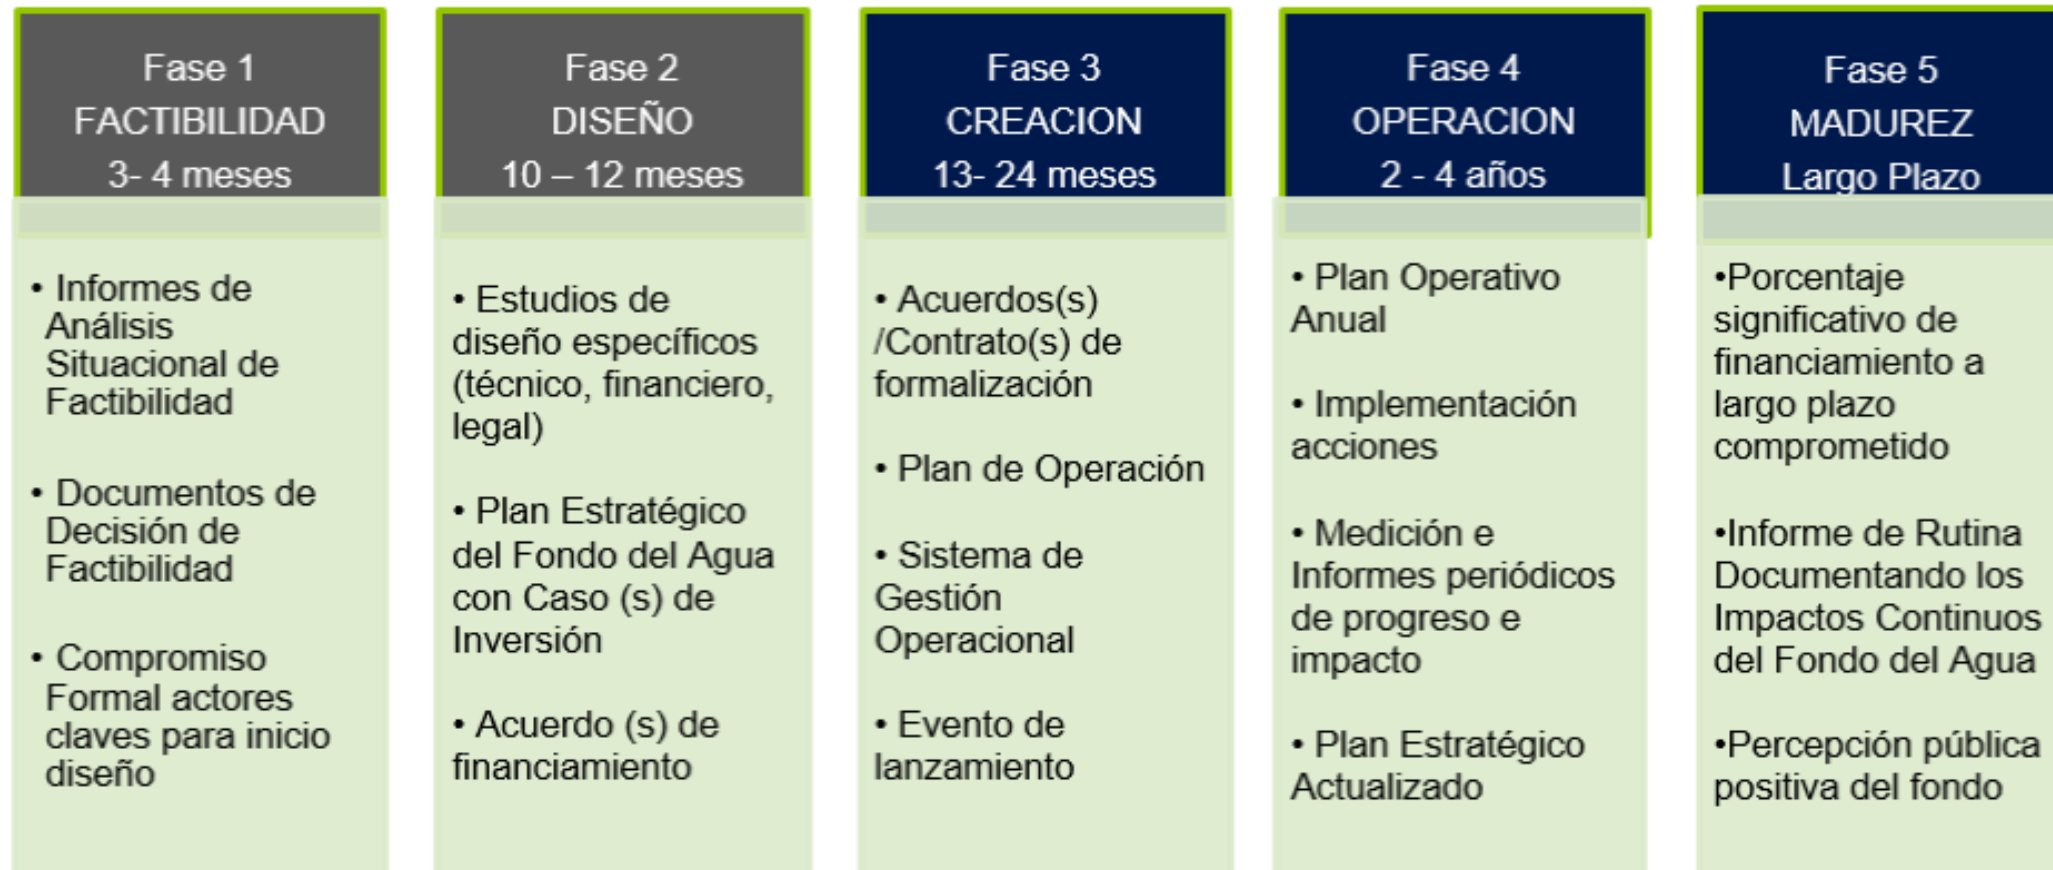 Fase 1
FACTIBILIDAD
3- 4 meses
• Informes de
Análisis
Situacional de
Factibilidad
• Documentos de
Decisión de
Factibilidad
• Compromiso
Formal actores
claves para inicio
diseño
Fase 2
DISEÑO
10 – 12 meses
• Estudios de
diseño específicos
(técnico, financiero,
legal)
• Plan Estratégico
del Fondo del Agua
con Caso (s) de
Inversión
• Acuerdo (s) de
financiamiento
Fase 3
CREACION
13- 24 meses
• Acuerdos(s)
/Contrato(s) de
formalización
• Plan de Operación
• Sistema de
Gestión
Operacional
• Evento de
lanzamiento
Fase 4
OPERACION
2 - 4 años
• Plan Operativo
Anual
• Implementación
acciones
• Medición e
Informes periódicos
de progreso e
impacto
• Plan Estratégico
Actualizado
Fase 5
MADUREZ
Largo Plazo
•Porcentaje
significativo de
financiamiento a
largo plazo
comprometido
•Informe de Rutina
Documentando los
Impactos Continuos
del Fondo del Agua
•Percepción pública
positiva del fondo